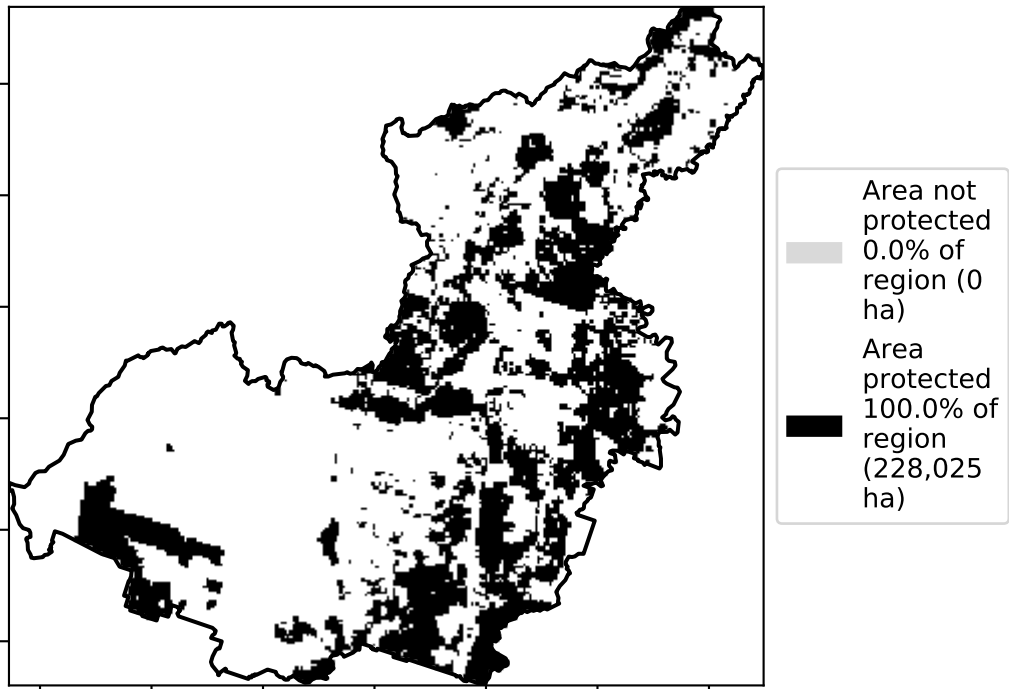 Area not
protected
0.0% of
region (0
ha)
Area
protected
100.0% of
region
(228,025
ha)